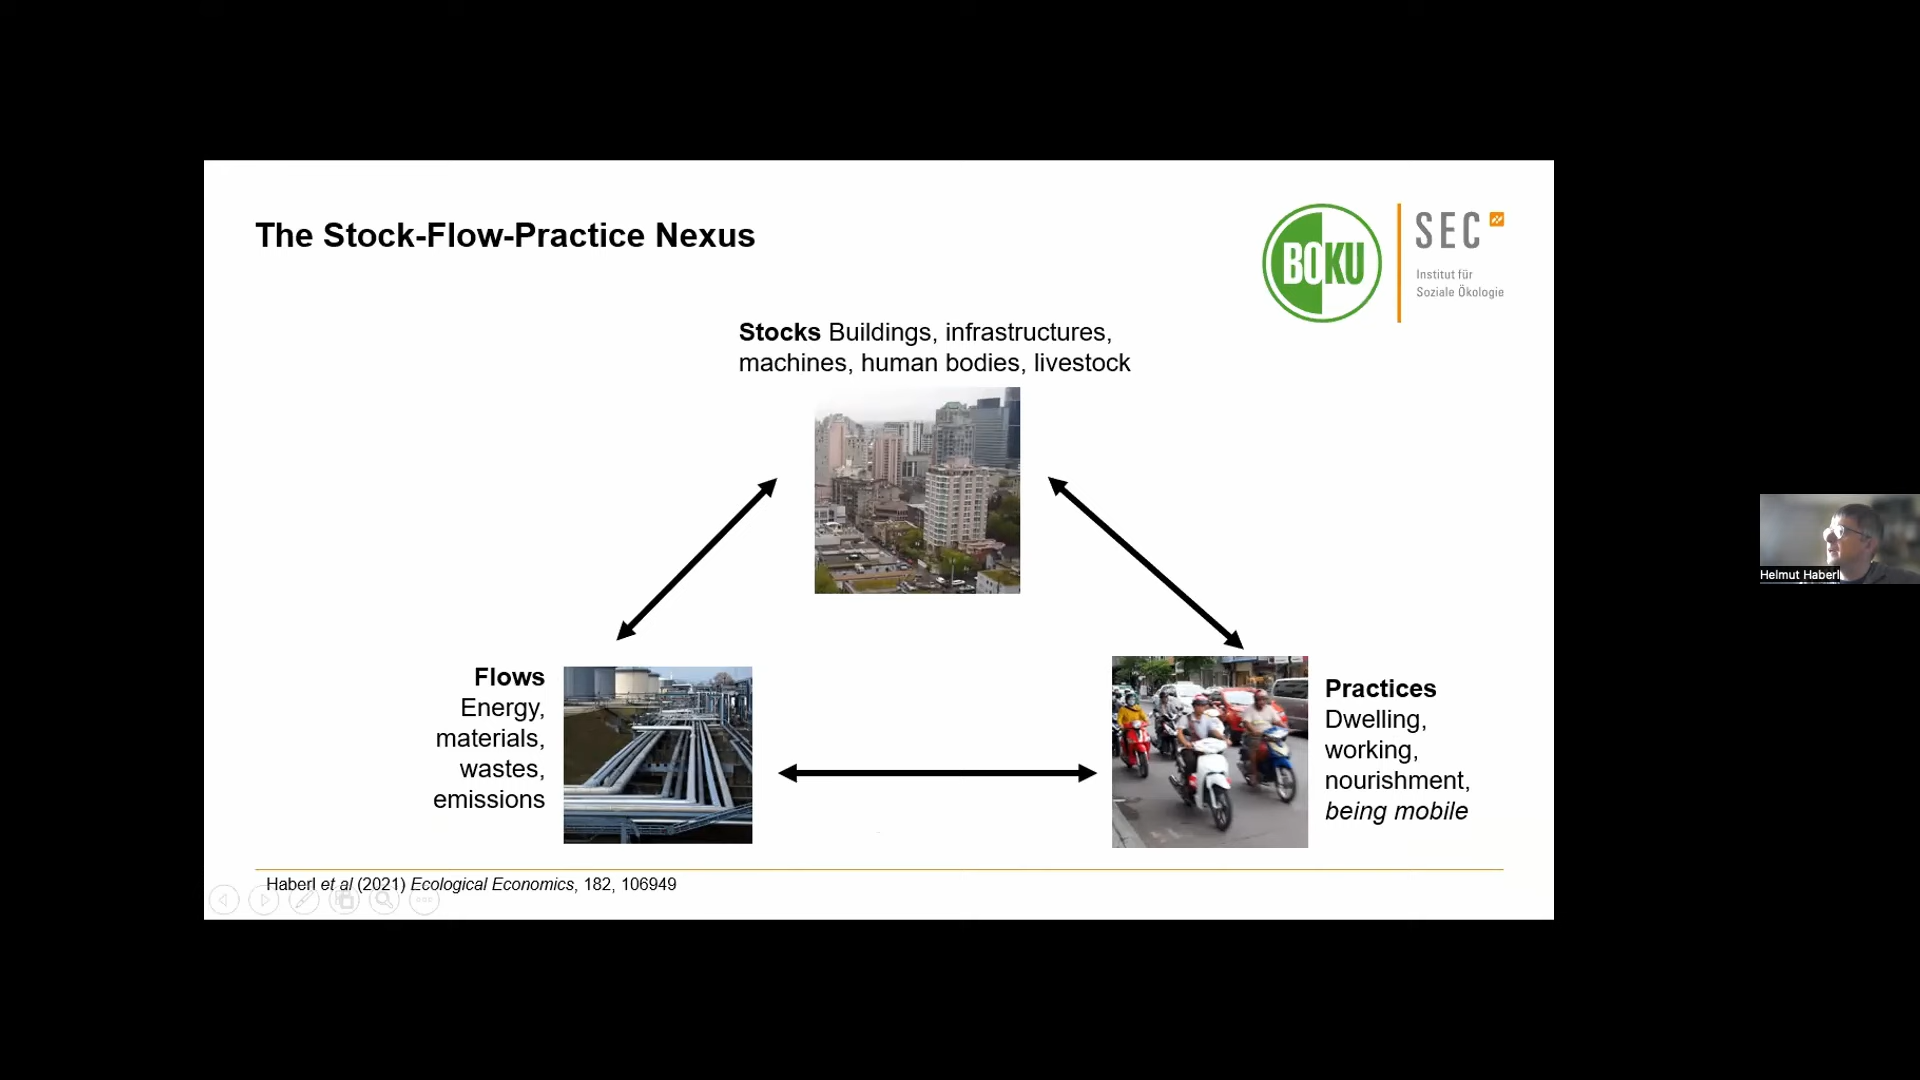 The Stock-Flow-Practice Nexus
BOKU
SEC
Institut für
Soziale Ökologie
Stocks Buildings, infrastructures,
machines, human bodies, livestock
Flows
Energy,
materials,
wastes,
emissions
Practices
Dwelling,
working,
nourishment,
being mobile
Haberl et al (2021) Ecological Economics, 182, 106949
Helmut Haberl